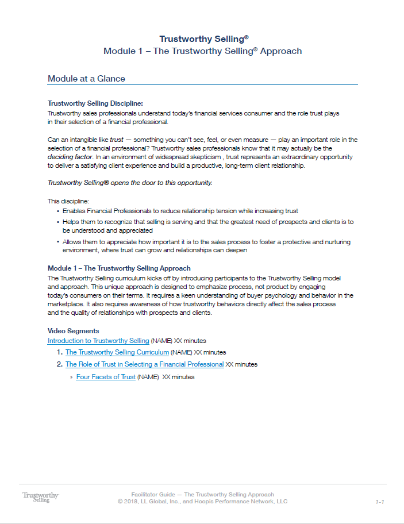 Trustworthy Selling®
Module 1 – The Trustworthy Selling® Approach
Module at a Glance
Trustworthy Selling Discipline:
Trustworthy sales professionals understand today's financial services consumer and the role trust plays
in their selection of a financial professional.
Can an intangible like trust — something you can't see, feel, or even measure — play an important role in the
selection of a financial professional? Trustworthy sales professionals know that it may actually be the
deciding factor. In an environment of widespread skepticism, trust represents an extraordinary opportunity
to deliver a satisfying client experience and build a productive, long-term client relationship.
Trustworthy Selling® opens the door to this opportunity.
This discipline:
• Enables Financial Professionals to reduce relationship tension while increasing trust
• Helps them to recognize that selling is serving and that the greatest need of prospects and clients is to
be understood and appreciated
• Allows them to appreciate how important it is to the sales process to foster a protective and nurturing
environment, where trust can grow and relationships can deepen
Module 1 – The Trustworthy Selling Approach
The Trustworthy Selling curriculum kicks off by introducing participants to the Trustworthy Selling model
and approach. This unique approach is designed to emphasize process, not product by engaging
today's consumers on their terms. It requires a keen understanding of buyer psychology and behavior in the
marketplace. It also requires awareness of how trustworthy behaviors directly affect the sales process
and the quality of relationships with prospects and clients.
Video Segments
Introduction to Trustworthy Selling (NAME) XX minutes
1. The Trustworthy Selling Curriculum (NAME) XX minutes
2. The Role of Trust in Selecting a Financial Professional XX minutes
Four Facets of Trust (NAME) XX minutes
Trustworthy
Selling
Facilitator Guide — The Trustworthy Selling Approach
© 2018, LL Global, Inc., and Hoopis Performance Network, LLC